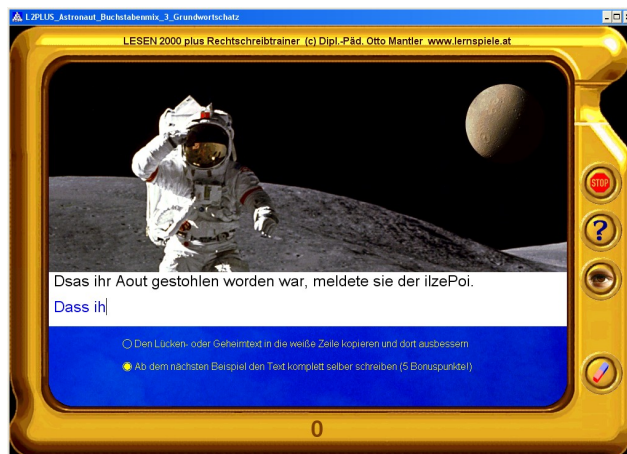 L2PLUS_Astronaut_Buchstabenmix_3_Grundwortschatz
LESEN 2000 plus Rechtschreibtrainer (c) Dipl.-Päd. Otto Mantler www.lernspiele.at
STOP
?
Dsas ihr Aout gestohlen worden war, meldete sie der ilzePoi.
Dass ih
Den Lücken- oder Geheimtext in die weiße Zeile kopieren und dort ausbessern
Ab dem nächsten Beispiel den Text komplett selber schreiben (5 Bonuspunkte!)
0